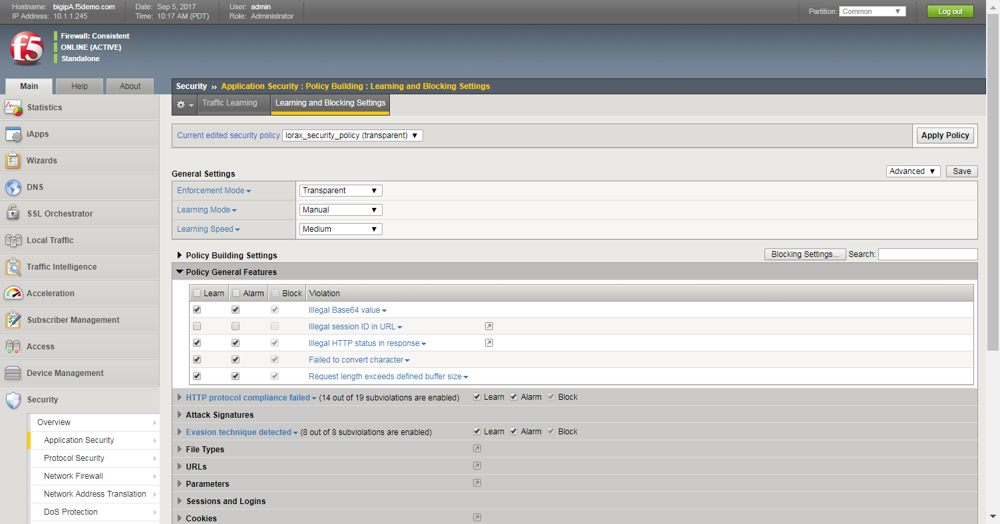 Hostname: bigipA.f5demo.com Date: Sep 5, 2017 User: admin
IP Address: 10.1.1.245 Time: 10:17 AM (PDT) Role: Administrator
Partition: Common Log out
f5
Firewall: Consistent
ONLINE (ACTIVE)
Standalone
Main Help About
Statistics
iApps
Wizards
DNS
SSL Orchestrator
Local Traffic
Traffic Intelligence
Acceleration
Subscriber Management
Access
Device Management
Security
Overview
Application Security
Protocol Security
Network Firewall
Network Address Translation
DoS Protection
Security ›› Application Security : Policy Building : Learning and Blocking Settings
Traffic Learning Learning and Blocking Settings
Current edited security policy lorax_security_policy (transparent) Apply Policy
General Settings Advanced Save
Enforcement Mode Transparent
Learning Mode Manual
Learning Speed Medium
Policy Building Settings Blocking Settings... Search:
Policy General Features
Learn Alarm Block Violation
Illegal Base64 value
Illegal session ID in URL
Illegal HTTP status in response
Failed to convert character
Request length exceeds defined buffer size
HTTP protocol compliance failed (14 out of 19 subviolations are enabled) Learn Alarm Block
Attack Signatures
Evasion technique detected (8 out of 8 subviolations are enabled) Learn Alarm Block
File Types
URLs
Parameters
Sessions and Logins
Cookies